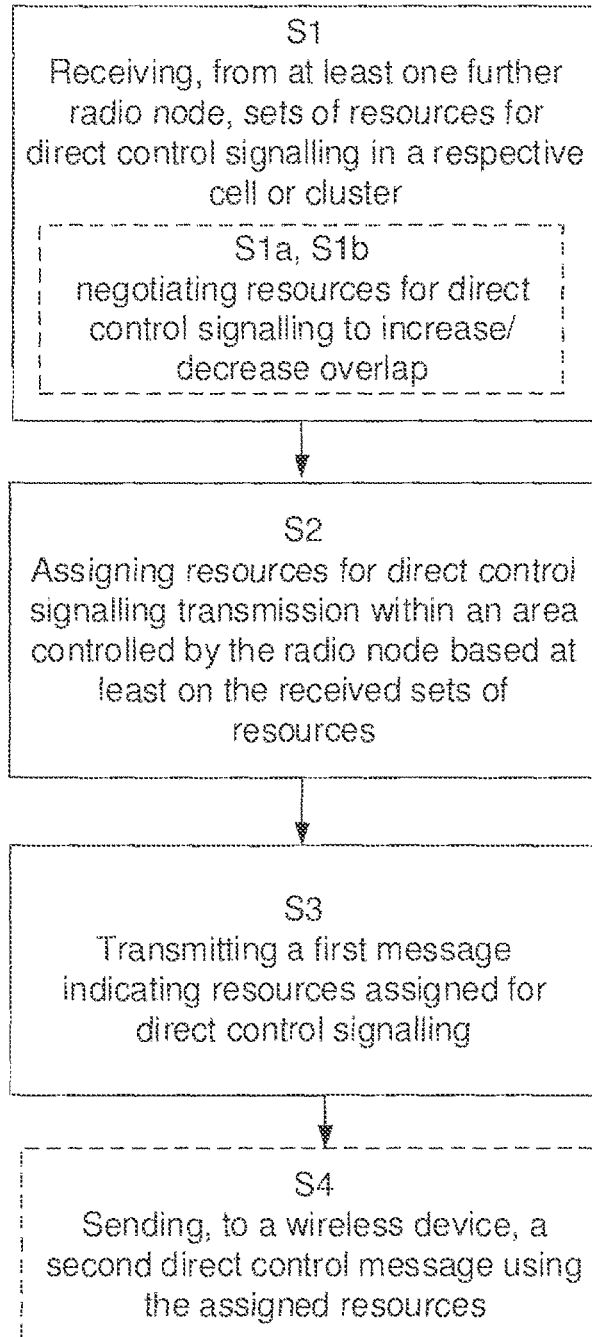 S1
Receiving, from at least one further
radio node, sets of resources for
direct control signalling in a respective
cell or cluster
S1a, S1b
negotiating resources for direct
control signalling to increase/
decrease overlap
S2
Assigning resources for direct control
signalling transmission within an area
controlled by the radio node based at
least on the received sets of
resources
S3
Transmitting a first message
indicating resources assigned for
direct control signalling
S4
Sending, to a wireless device, a
second direct control message using
the assigned resources